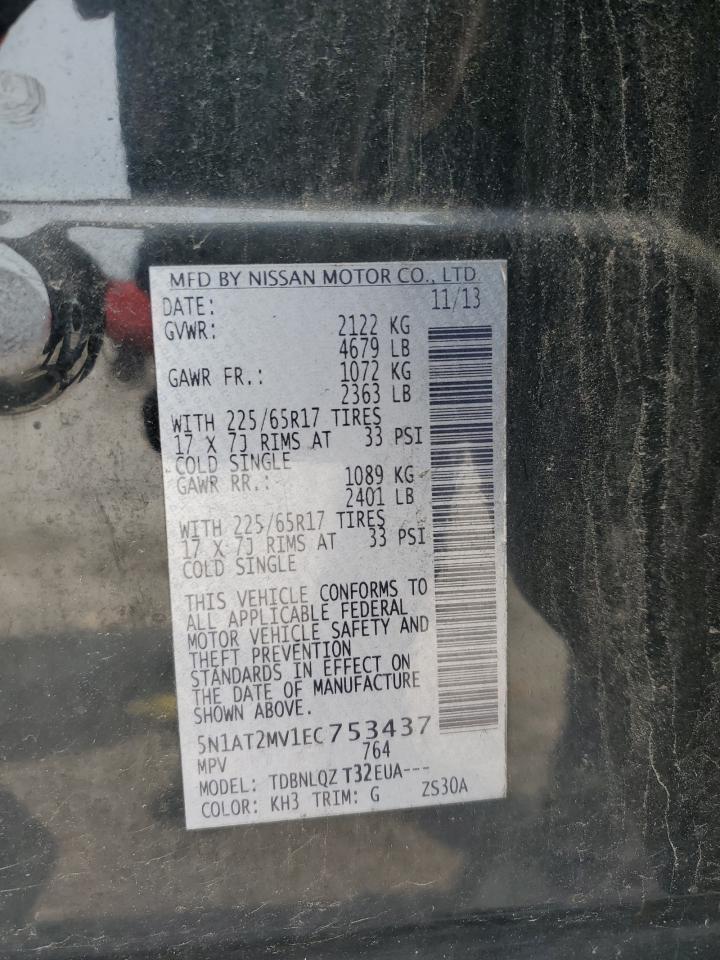 MFD BY NISSAN MOTOR CO., LTD.
DATE: 11/13
GVWR: 2122 KG
4679 LB
GAWR FR.: 1072 KG
2363 LB
WITH 225/65R17 TIRES
17 X 7J RIMS AT 33 PSI
COLD SINGLE
GAWR RR.: 1089 KG
2401 LB
WITH 225/65R17 TIRES
17 X 7J RIMS AT 33 PSI
COLD SINGLE
THIS VEHICLE CONFORMS TO
ALL APPLICABLE FEDERAL
MOTOR VEHICLE SAFETY AND
THEFT PREVENTION
STANDARDS IN EFFECT ON
THE DATE OF MANUFACTURE
SHOWN ABOVE.
5N1AT2MV1EC753437
MPV 764
MODEL: TDBNLQZ T32EUA---
COLOR: KH3 TRIM: G ZS30A